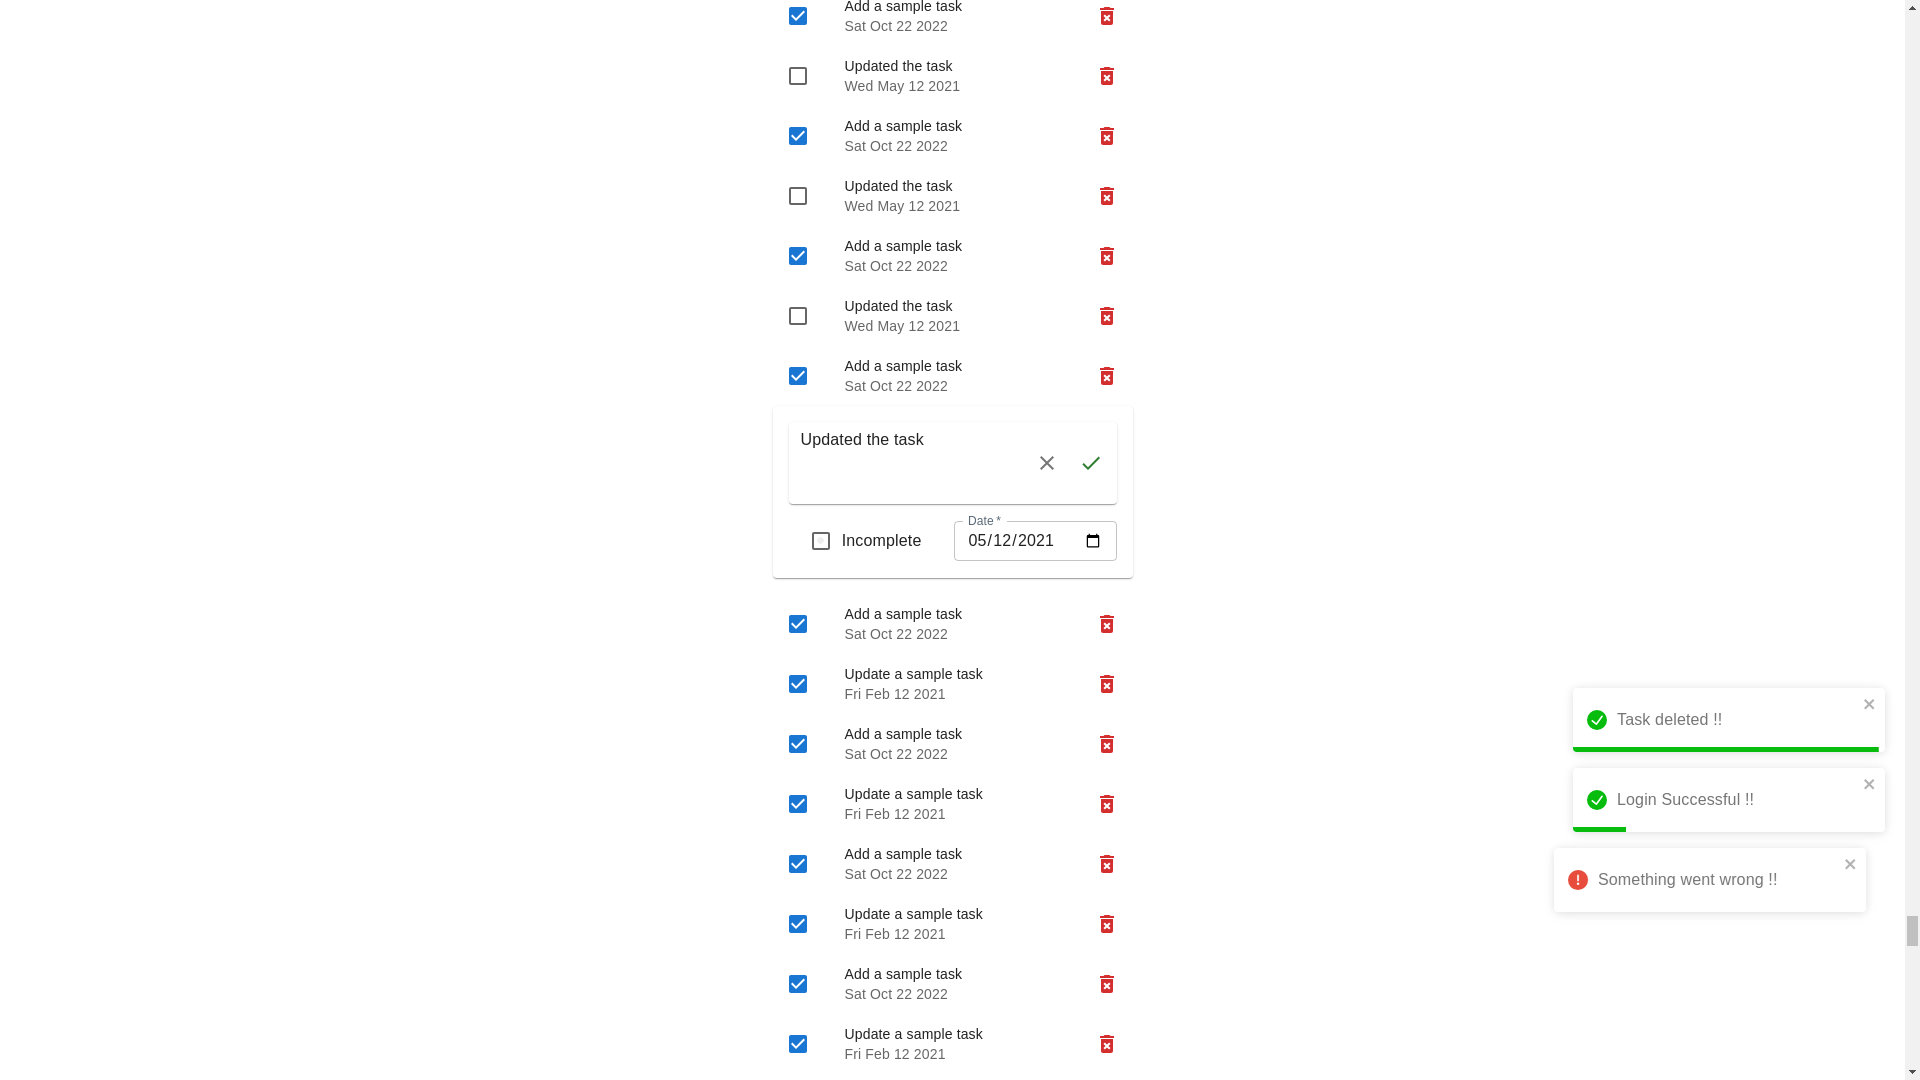 Add a sample task
Sat Oct 22 2022
Updated the task
Wed May 12 2021
Add a sample task
Sat Oct 22 2022
Updated the task
Wed May 12 2021
Add a sample task
Sat Oct 22 2022
Updated the task
Wed May 12 2021
Add a sample task
Sat Oct 22 2022
Updated the task
Date *
Incomplete
05/12/2021
Add a sample task
Sat Oct 22 2022
Update a sample task
Fri Feb 12 2021
Add a sample task
Sat Oct 22 2022
Update a sample task
Fri Feb 12 2021
Add a sample task
Sat Oct 22 2022
Update a sample task
Fri Feb 12 2021
Add a sample task
Sat Oct 22 2022
Update a sample task
Fri Feb 12 2021
Task deleted !!
Login Successful !!
Something went wrong !!